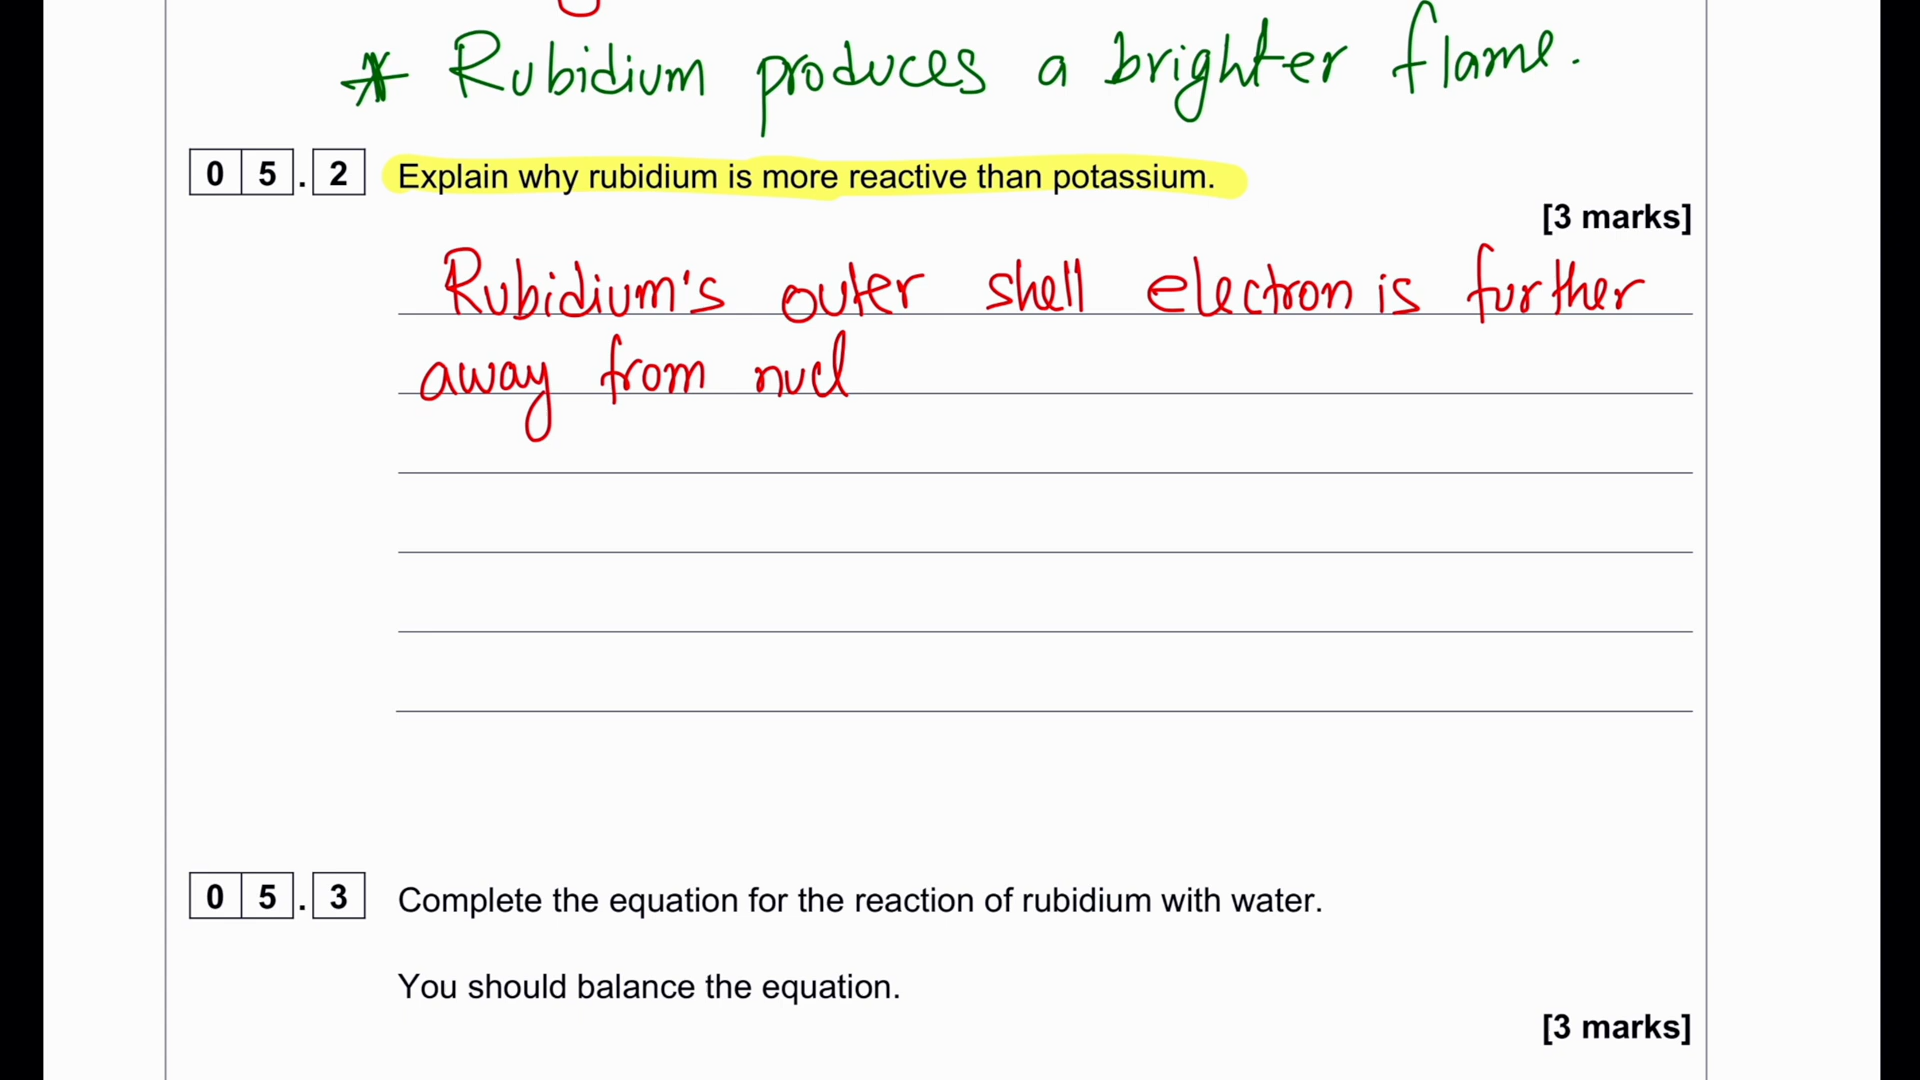 * Rubidium produces a brighter flame.
0 5 . 2 Explain why rubidium is more reactive than potassium.
[3 marks]
Rubidium's outer shell electron is further
away from nucl
0 5 . 3 Complete the equation for the reaction of rubidium with water.
You should balance the equation.
[3 marks]